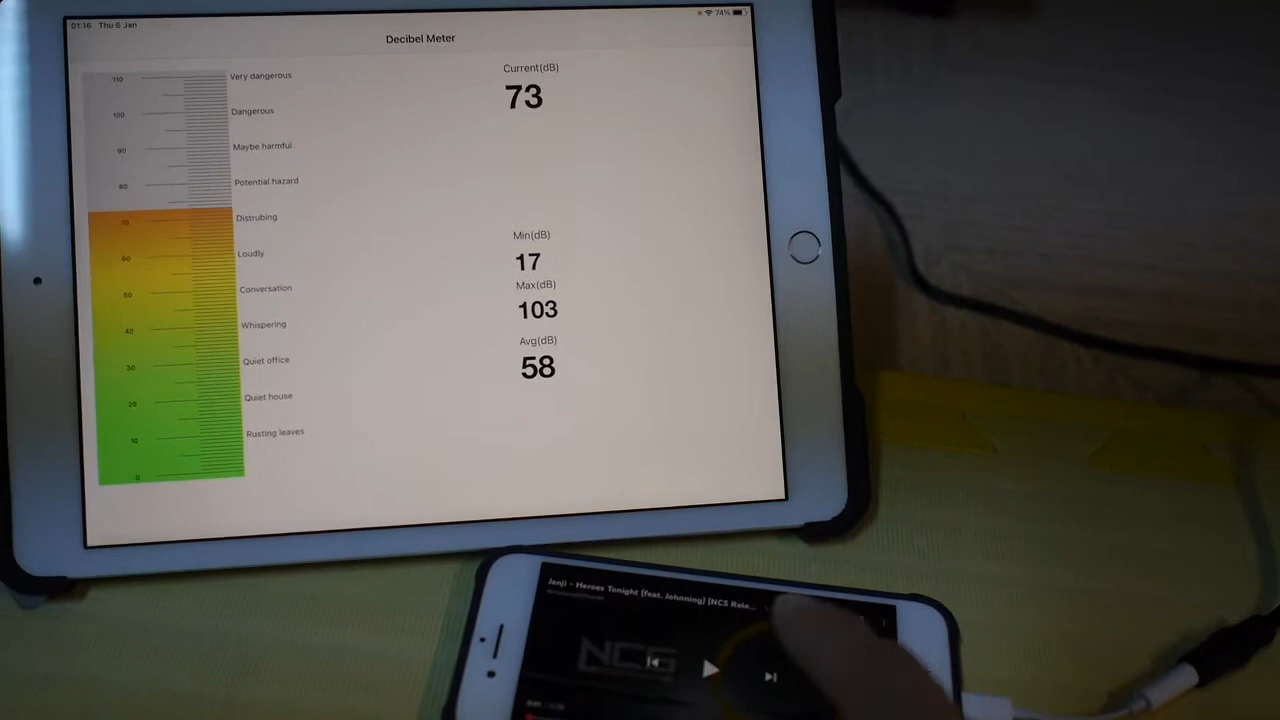 01:16 Thu 6 Jan
74%
Decibel Meter
110
Very dangerous
100
Dangerous
90
Maybe harmful
80
Potential hazard
70
Distrubing
60
Loudly
50
Conversation
40
Whispering
30
Quiet office
20
Quiet house
10
Rusting leaves
0
Current(dB)
73
Min(dB)
17
Max(dB)
103
Avg(dB)
58
Janji - Heroes Tonight (feat. Johnning) [NCS Rele...
NCS